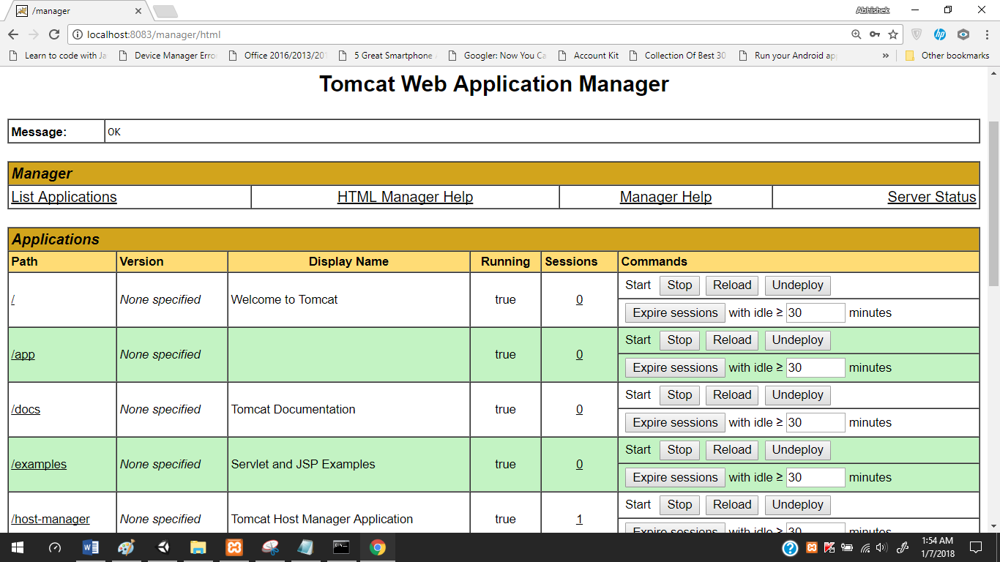 /manager
Abhishek
localhost:8083/manager/html
Learn to code with Ja
Device Manager Erro
Office 2016/2013/201
5 Great Smartphone
Googler: Now You Ca
Account Kit
Collection Of Best 30
Run your Android ap
»
Other bookmarks
Tomcat Web Application Manager
Message: OK
Manager
List Applications HTML Manager Help Manager Help Server Status
Applications
Path Version Display Name Running Sessions Commands
/ None specified Welcome to Tomcat true 0
Start Stop Reload Undeploy
Expire sessions with idle ≥ 30 minutes
/app None specified true 0
Start Stop Reload Undeploy
Expire sessions with idle ≥ 30 minutes
/docs None specified Tomcat Documentation true 0
Start Stop Reload Undeploy
Expire sessions with idle ≥ 30 minutes
/examples None specified Servlet and JSP Examples true 0
Start Stop Reload Undeploy
Expire sessions with idle ≥ 30 minutes
/host-manager None specified Tomcat Host Manager Application true 1
Start Stop Reload Undeploy
Expire sessions with idle ≥ 30 minutes
1:54 AM
1/7/2018